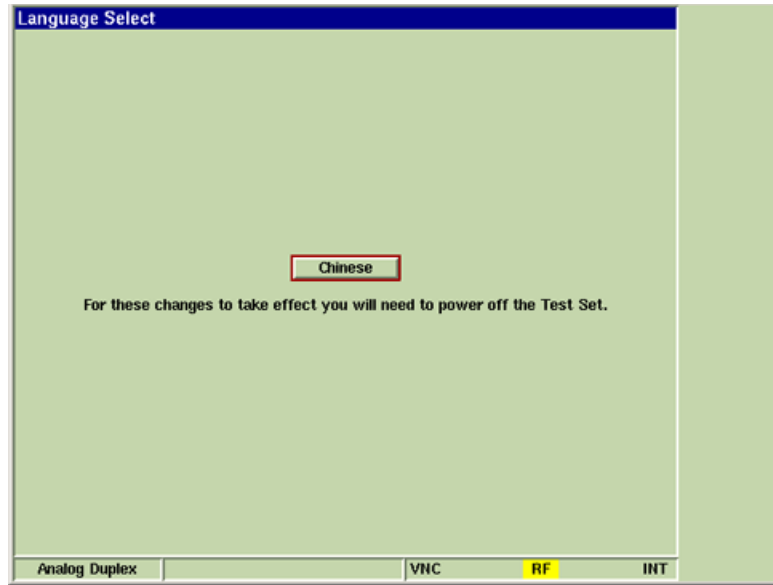 Language Select
Chinese
For these changes to take effect you will need to power off the Test Set.
Analog Duplex VNC RF INT